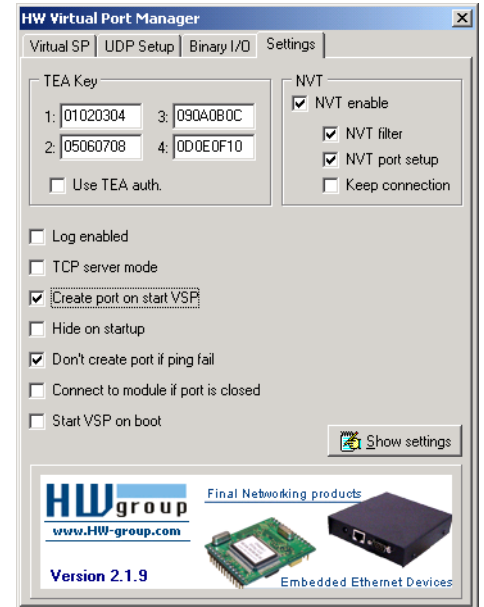 HW Virtual Port Manager
Virtual SP UDP Setup Binary I/O Settings
TEA Key
1: 01020304 3: 090A0B0C
2: 05060708 4: 0D0E0F10
Use TEA auth.
NVT
NVT enable
NVT filter
NVT port setup
Keep connection
Log enabled
TCP server mode
Create port on start VSP
Hide on startup
Don't create port if ping fail
Connect to module if port is closed
Start VSP on boot
Show settings
HW group
www.HW-group.com
Version 2.1.9
Final Networking products
Embedded Ethernet Devices